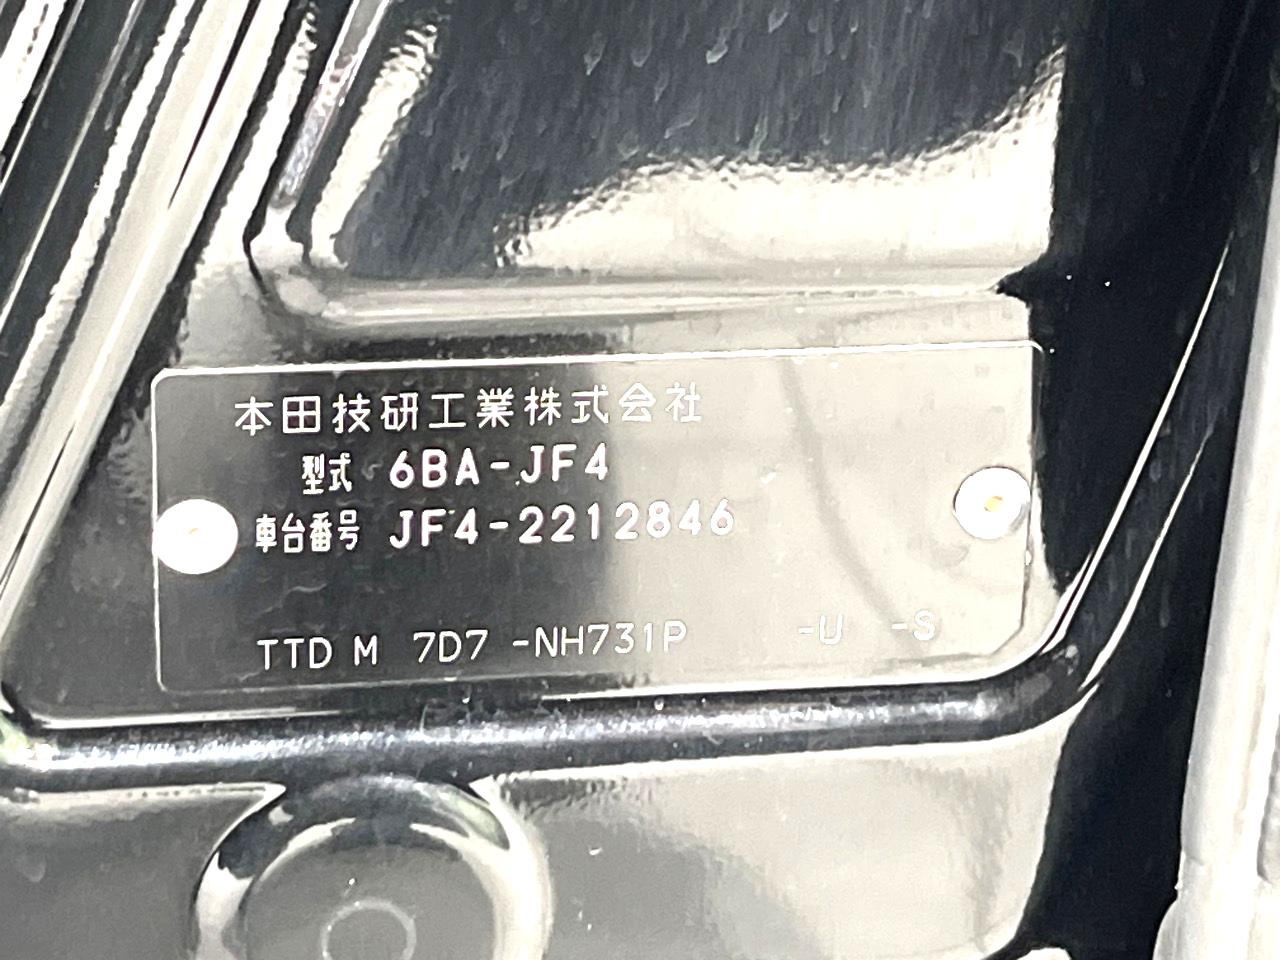 本田技研工業株式会社
型式 6BA-JF4
車台番号 JF4-2212846
TTD M 7D7 -NH731P -U -S